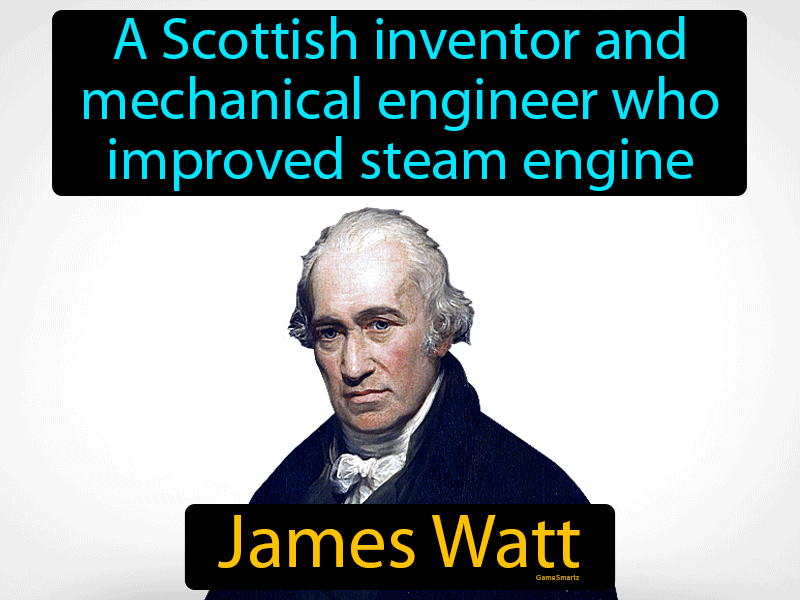 A Scottish inventor and
mechanical engineer who
improved steam engine
James Watt
GameSmartz